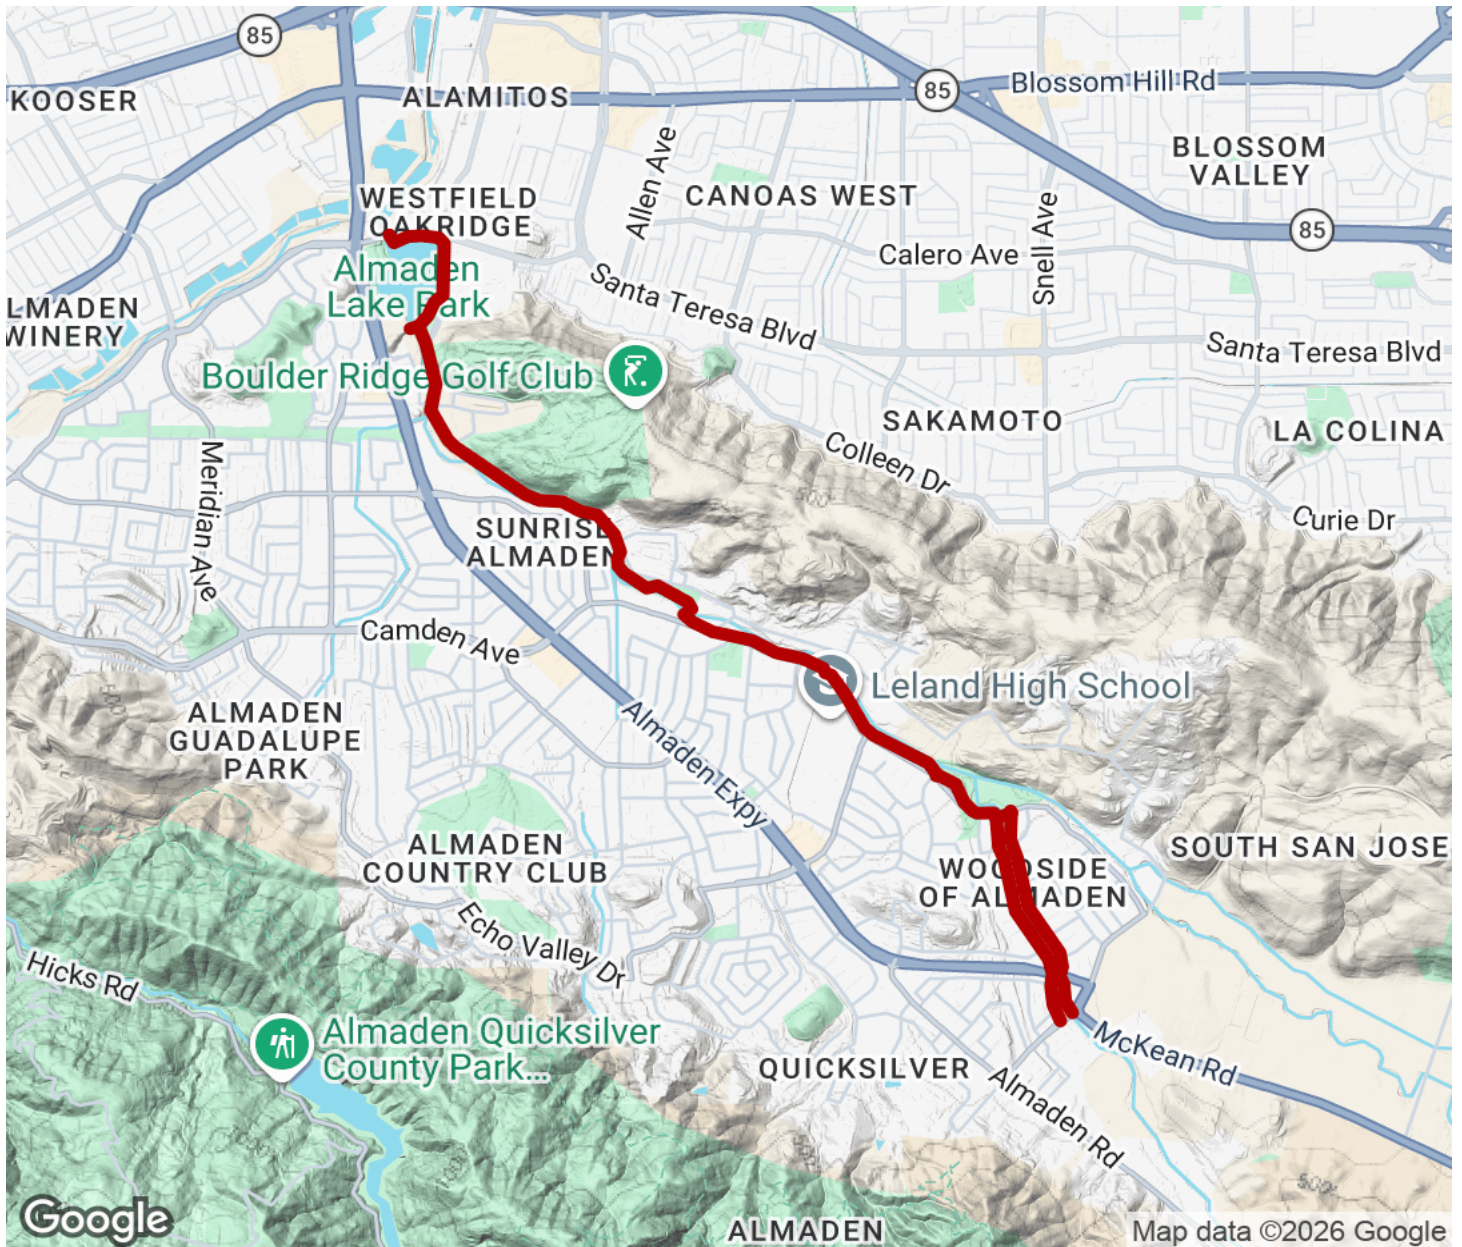 85
KOOSER
ALAMITOS
85
Blossom Hill Rd
BLOSSOM
VALLEY
WESTFIELD
OAKRIDGE
Allen Ave
CANOAS WEST
Snell Ave
85
Calero Ave
Almaden
Lake Park
Santa Teresa Blvd
LMADEN
WINERY
Santa Teresa Blvd
Boulder Ridge Golf Club
SAKAMOTO
LA COLINA
Meridian Ave
Colleen Dr
Curie Dr
SUNRISE
ALMADEN
Camden Ave
Leland High School
ALMADEN
GUADALUPE
PARK
Almaden Expy
ALMADEN
COUNTRY CLUB
WOODSIDE
OF ALMADEN
SOUTH SAN JOSE
Echo Valley Dr
Hicks Rd
Almaden Quicksilver
County Park...
QUICKSILVER
McKean Rd
Almaden Rd
Google
ALMADEN
Map data ©2026 Google